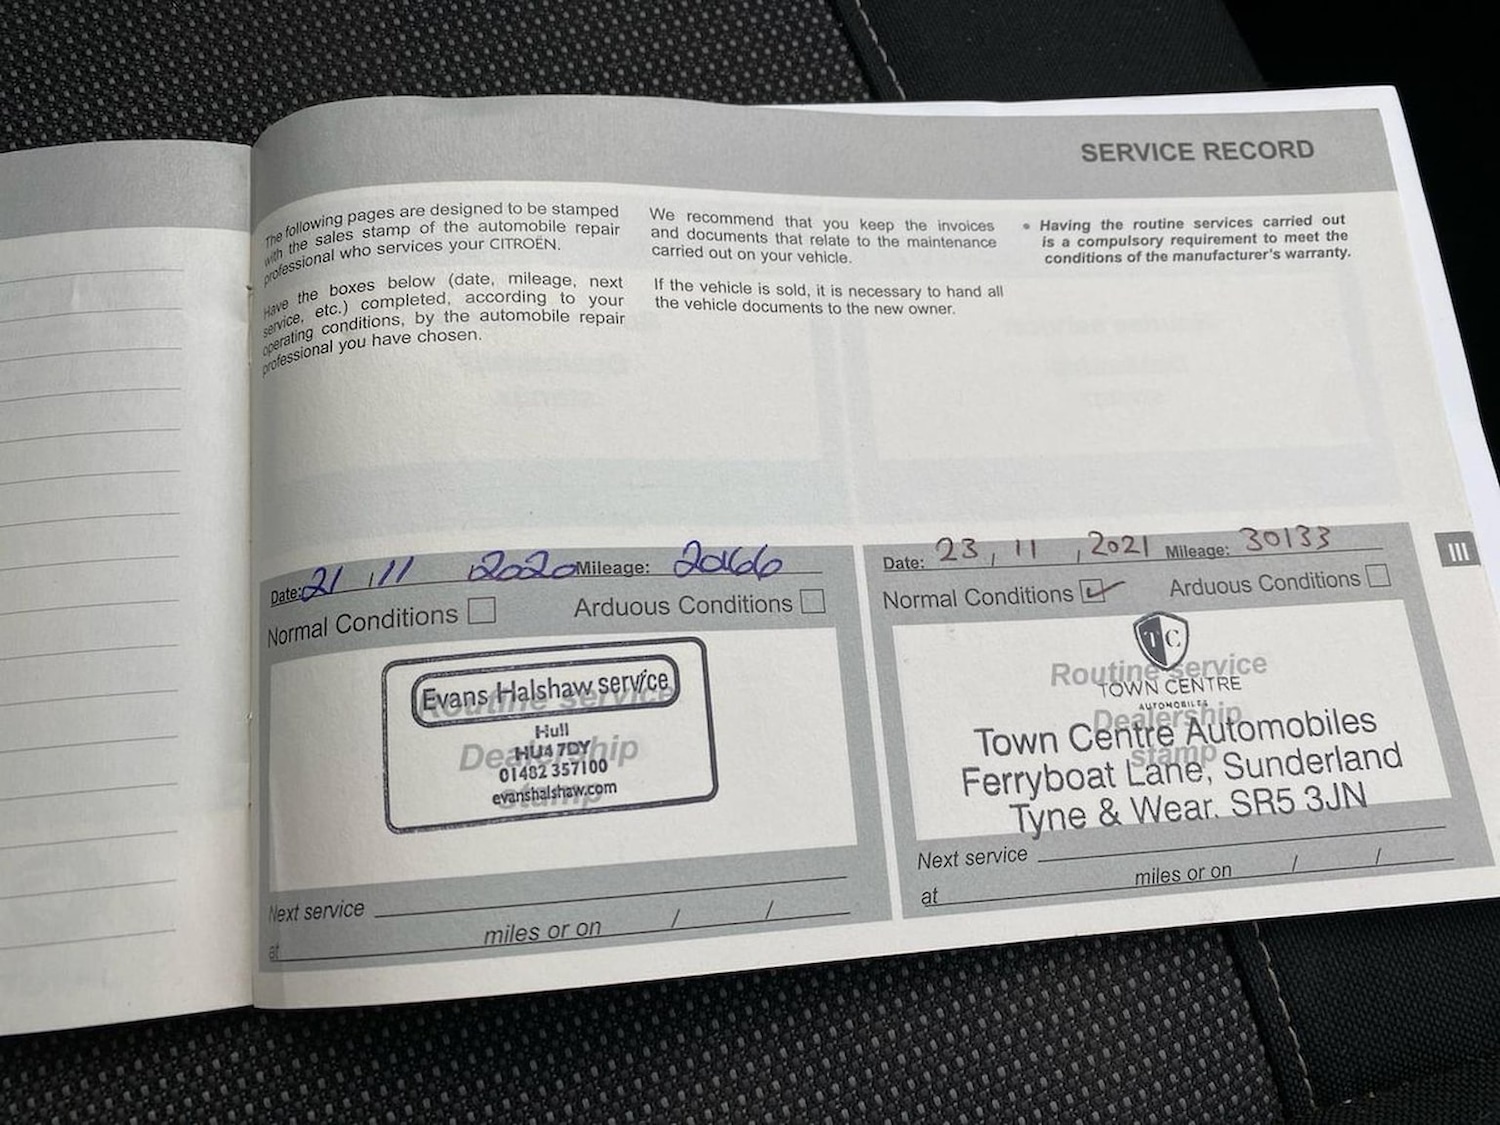 SERVICE RECORD
The following pages are designed to be stamped
with the sales stamp of the automobile repair
professional who services your CITROËN.
Have the boxes below (date, mileage, next
service, etc.) completed, according to your
operating conditions, by the automobile repair
professional you have chosen.
We recommend that you keep the invoices
and documents that relate to the maintenance
carried out on your vehicle.
If the vehicle is sold, it is necessary to hand all
the vehicle documents to the new owner.
• Having the routine services carried out
is a compulsory requirement to meet the
conditions of the manufacturer's warranty.
III
Date: 21 / 11 2020 Mileage: 20166
Normal Conditions Arduous Conditions
Routine service
Dealership
stamp
Evans Halshaw service
Hull
HU4 7DY
01482 357100
evanshalshaw.com
Next service
at miles or on / /
Date: 23 / 11 / 2021 Mileage: 30133
Normal Conditions ✓ Arduous Conditions
Routine service
Dealership
stamp
TC
TOWN CENTRE
AUTOMOBILES
Town Centre Automobiles
Ferryboat Lane, Sunderland
Tyne & Wear. SR5 3JN
Next service
at miles or on / /